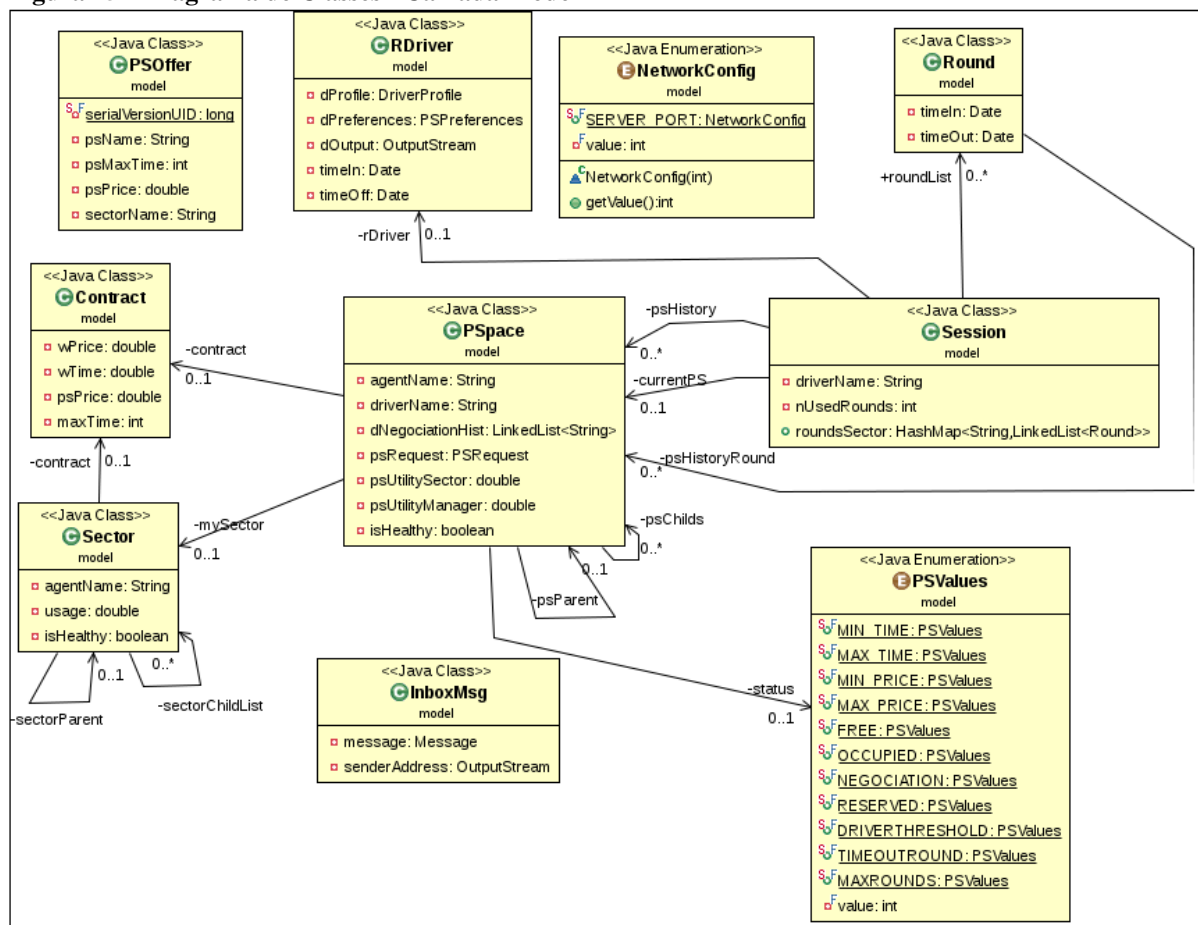 <<Java Class>>
PSOffer
model
serialVersionUID: long
psName: String
psMaxTime: int
psPrice: double
sectorName: String
<<Java Class>>
RDriver
model
dProfile: DriverProfile
dPreferences: PSPreferences
dOutput: OutputStream
timeIn: Date
timeOff: Date
<<Java Enumeration>>
NetworkConfig
model
SERVER_PORT: NetworkConfig
value: int
NetworkConfig(int)
getValue():int
<<Java Class>>
Round
model
timeIn: Date
timeOut: Date
+roundList
0..*
-rDriver
0..1
<<Java Class>>
Contract
model
wPrice: double
wTime: double
psPrice: double
maxTime: int
-contract
0..1
<<Java Class>>
PSpace
model
agentName: String
driverName: String
dNegociationHist: LinkedList<String>
psRequest: PSRequest
psUtilitySector: double
psUtilityManager: double
isHealthy: boolean
-psHistory
0..*
-currentPS
0..1
-psHistoryRound
0..*
<<Java Class>>
Session
model
driverName: String
nUsedRounds: int
roundsSector: HashMap<String,LinkedList<Round>>
-contract
0..1
-mySector
0..1
-psChilds
0..*
0..1
-psParent
<<Java Class>>
Sector
model
agentName: String
usage: double
isHealthy: boolean
0..1
-sectorParent
0..*
-sectorChildList
<<Java Class>>
InboxMsg
model
message: Message
senderAddress: OutputStream
-status
0..1
<<Java Enumeration>>
PSValues
model
MIN_TIME: PSValues
MAX_TIME: PSValues
MIN_PRICE: PSValues
MAX_PRICE: PSValues
FREE: PSValues
OCCUPIED: PSValues
NEGOCIATION: PSValues
RESERVED: PSValues
DRIVERTHRESHOLD: PSValues
TIMEOUTROUND: PSValues
MAXROUNDS: PSValues
value: int